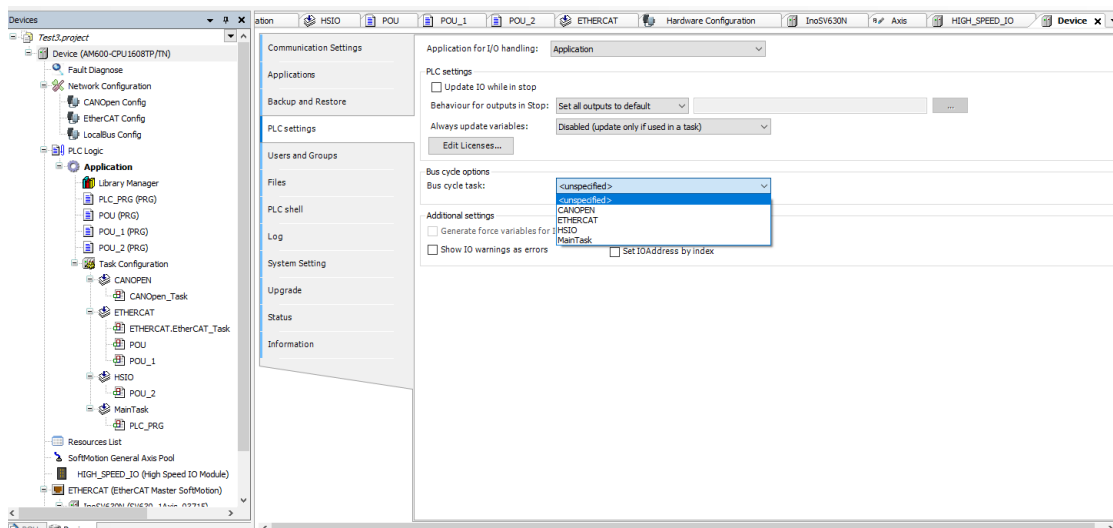 Devices
Test3.project
Device (AM600-CPU1608TP/TN)
Fault Diagnose
Network Configuration
CANOpen Config
EtherCAT Config
LocalBus Config
PLC Logic
Application
Library Manager
PLC_PRG (PRG)
POU (PRG)
POU_1 (PRG)
POU_2 (PRG)
Task Configuration
CANOPEN
CANOpen_Task
ETHERCAT
ETHERCAT.EtherCAT_Task
POU
POU_1
HSIO
POU_2
MainTask
PLC_PRG
Resources List
SoftMotion General Axis Pool
HIGH_SPEED_IO (High Speed IO Module)
ETHERCAT (EtherCAT Master SoftMotion)
ation HSIO POU POU_1 POU_2 ETHERCAT Hardware Configuration InoSV630N Axis HIGH_SPEED_IO Device
Communication Settings
Applications
Backup and Restore
PLC settings
Users and Groups
Files
PLC shell
Log
System Setting
Upgrade
Status
Information
Application for I/O handling: Application
PLC settings
Update IO while in stop
Behaviour for outputs in Stop: Set all outputs to default ...
Always update variables: Disabled (update only if used in a task)
Edit Licenses...
Bus cycle options
Bus cycle task: <unspecified>
<unspecified>
CANOPEN
ETHERCAT
HSIO
MainTask
Additional settings
Generate force variables for
Show IO warnings as errors Set IOAddress by index